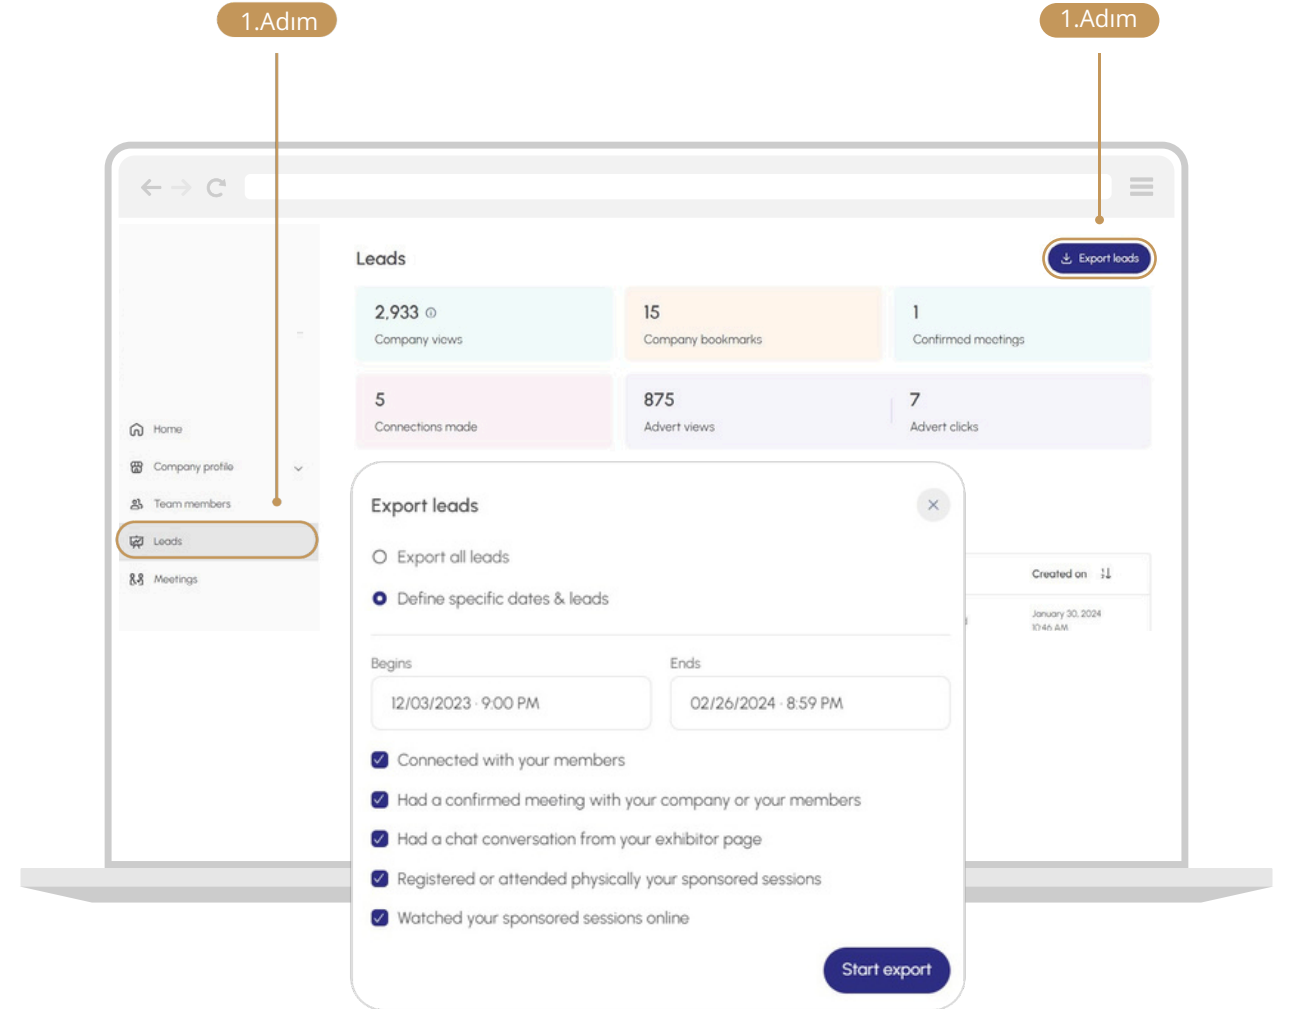 1.Adım
1.Adım
Leads
Export leads
2,933
Company views
15
Company bookmarks
1
Confirmed meetings
5
Connections made
875
Advert views
7
Advert clicks
Home
Company profile
Team members
Leads
Meetings
Export leads
Export all leads
Define specific dates & leads
Begins
Ends
12/03/2023 · 9:00 PM
02/26/2024 · 8:59 PM
Connected with your members
Had a confirmed meeting with your company or your members
Had a chat conversation from your exhibitor page
Registered or attended physically your sponsored sessions
Watched your sponsored sessions online
Start export
Created on
January 30, 2024
10:46 AM